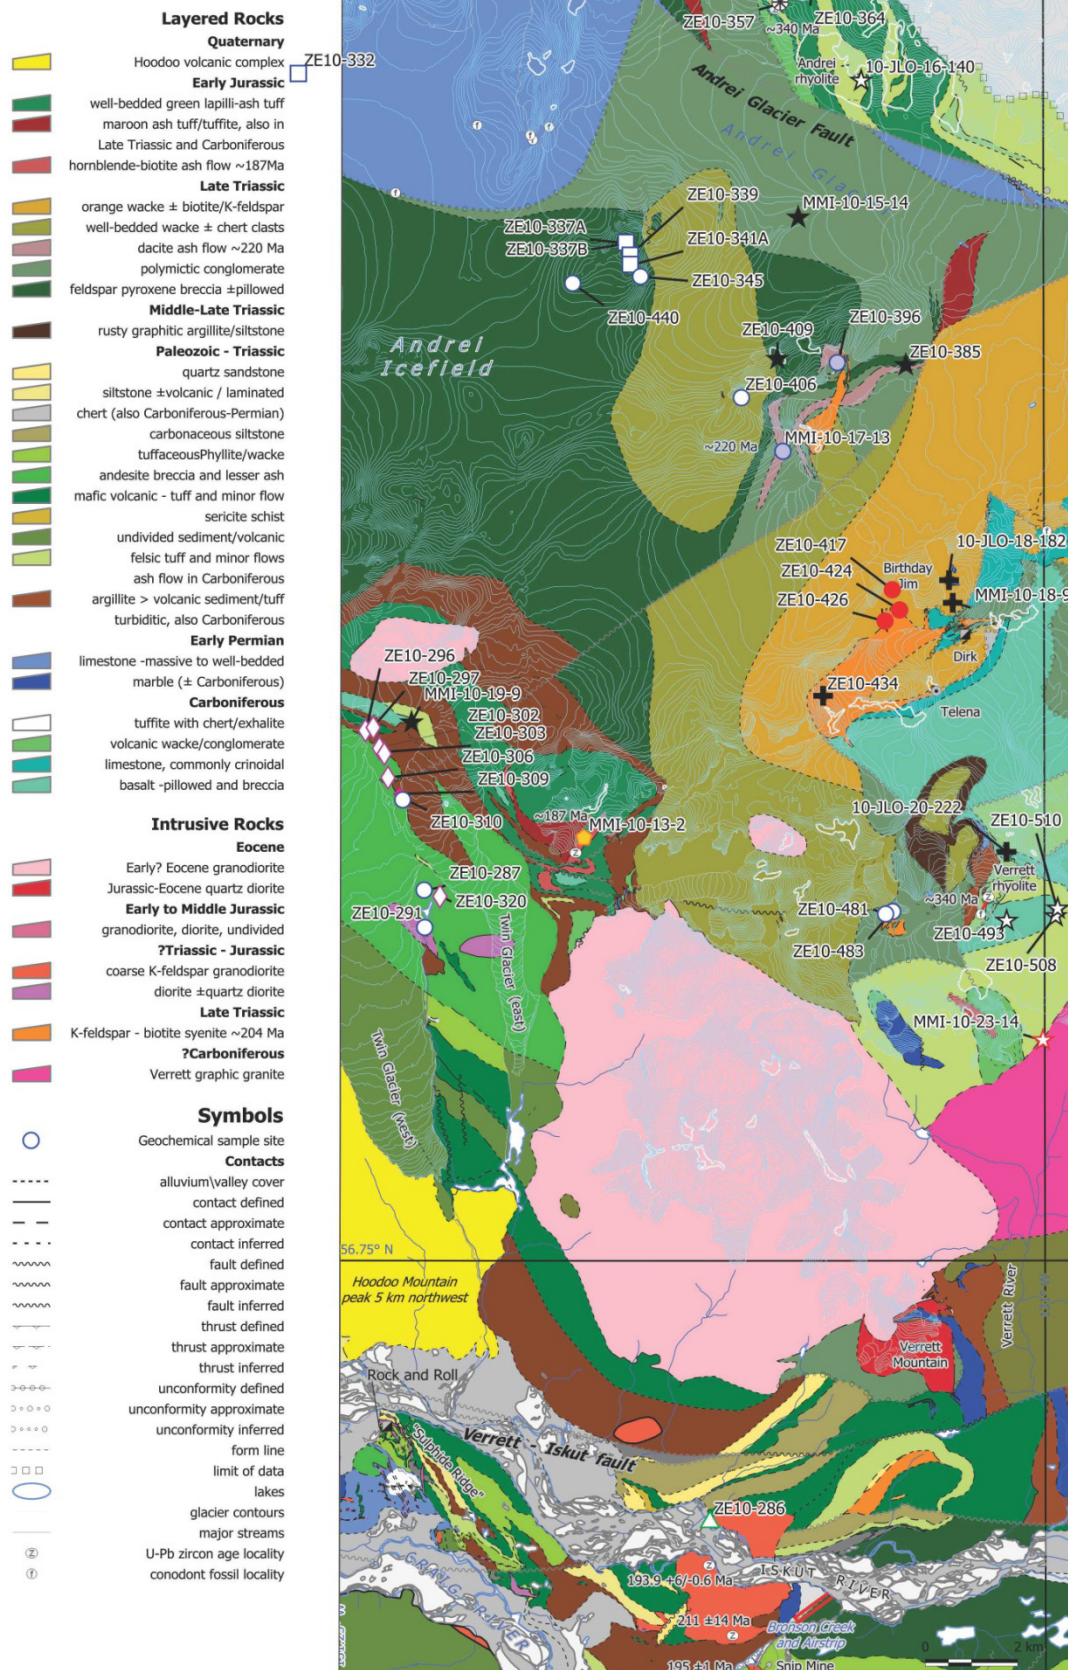 Layered Rocks
Quaternary
Hoodoo volcanic complex
Early Jurassic
well-bedded green lapilli-ash tuff
maroon ash tuff/tuffite, also in
Late Triassic and Carboniferous
hornblende-biotite ash flow ~187Ma
Late Triassic
orange wacke ± biotite/K-feldspar
well-bedded wacke ± chert clasts
dacite ash flow ~220 Ma
polymictic conglomerate
feldspar pyroxene breccia ±pillowed
Middle-Late Triassic
rusty graphitic argillite/siltstone
Paleozoic - Triassic
quartz sandstone
siltstone ±volcanic / laminated
chert (also Carboniferous-Permian)
carbonaceous siltstone
tuffaceousPhyllite/wacke
andesite breccia and lesser ash
mafic volcanic - tuff and minor flow
sericite schist
undivided sediment/volcanic
felsic tuff and minor flows
ash flow in Carboniferous
argillite > volcanic sediment/tuff
turbiditic, also Carboniferous
Early Permian
limestone -massive to well-bedded
marble (± Carboniferous)
Carboniferous
tuffite with chert/exhalite
volcanic wacke/conglomerate
limestone, commonly crinoidal
basalt -pillowed and breccia
Intrusive Rocks
Eocene
Early? Eocene granodiorite
Jurassic-Eocene quartz diorite
Early to Middle Jurassic
granodiorite, diorite, undivided
?Triassic - Jurassic
coarse K-feldspar granodiorite
diorite ±quartz diorite
Late Triassic
K-feldspar - biotite syenite ~204 Ma
?Carboniferous
Verrett graphic granite
Symbols
Geochemical sample site
Contacts
alluvium\valley cover
contact defined
contact approximate
contact inferred
fault defined
fault approximate
fault inferred
thrust defined
thrust approximate
thrust inferred
unconformity defined
unconformity approximate
unconformity inferred
form line
limit of data
lakes
glacier contours
major streams
U-Pb zircon age locality
conodont fossil locality
ZE10-332
ZE10-357
ZE10-364
~340 Ma
Andrei
rhyolite
10-JLO-16-140
Andrei Glacier Fault
Andrei Glac
MMI-10-15-14
ZE10-339
ZE10-337A
ZE10-337B
ZE10-341A
ZE10-345
ZE10-440
Andrei
Icefield
ZE10-409
ZE10-396
ZE10-385
ZE10-406
~220 Ma
MMI-10-17-13
ZE10-417
10-JLO-18-182
ZE10-424
Birthday
Jim
ZE10-426
MMI-10-18-9
Dirk
ZE10-434
Telena
ZE10-296
ZE10-297
MMI-10-19-9
ZE10-302
ZE10-303
ZE10-306
ZE10-309
ZE10-310
~187 Ma
MMI-10-13-2
10-JLO-20-222
ZE10-510
Verrett
rhyolite
ZE10-287
ZE10-320
ZE10-291
~340 Ma
ZE10-481
ZE10-493
ZE10-483
ZE10-508
Twin Glacier (east)
MMI-10-23-14
Twin Glacier (west)
56.75° N
Hoodoo Mountain
peak 5 km northwest
Verrett River
Verrett
Mountain
Rock and Roll
Verrett - Iskut fault
"Sulphide Ridge"
ZE10-286
ISKUT RIVER
193.9 +6/-0.6 Ma
CRAIG RIVER
211 ±14 Ma
Bronson Creek
and Airstrip
195 ±1 Ma
Snip Mine
0 2 km